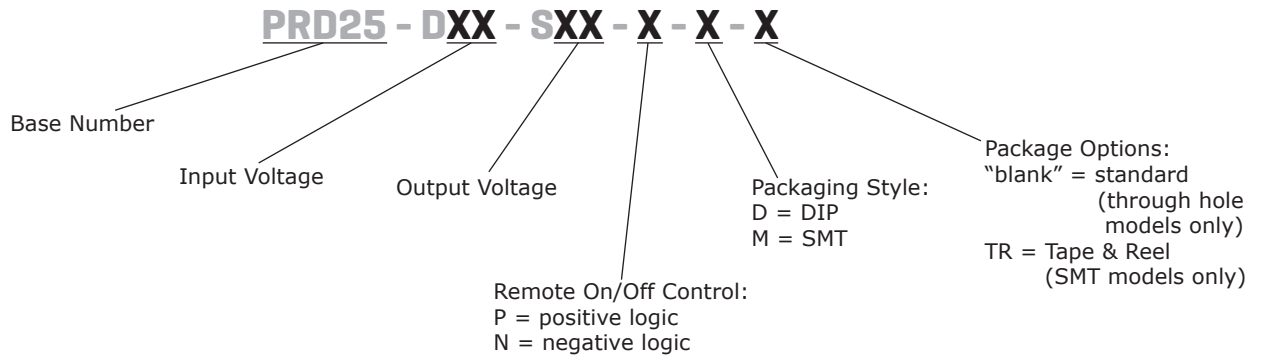 PRD25 - DXX - SXX - X - X - X
Base Number
Input Voltage
Output Voltage
Remote On/Off Control:
P = positive logic
N = negative logic
Packaging Style:
D = DIP
M = SMT
Package Options:
“blank” = standard
(through hole
models only)
TR = Tape & Reel
(SMT models only)